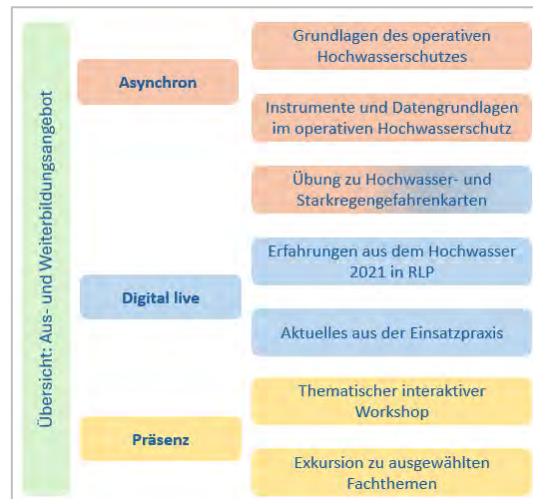 Übersicht: Aus- und Weiterbildungsangebot
Asynchron
Grundlagen des operativen
Hochwasserschutzes
Instrumente und Datengrundlagen
im operativen Hochwasserschutz
Übung zu Hochwasser- und
Starkregengefahrenkarten
Digital live
Erfahrungen aus dem Hochwasser
2021 in RLP
Aktuelles aus der Einsatzpraxis
Präsenz
Thematischer interaktiver
Workshop
Exkursion zu ausgewählten
Fachthemen